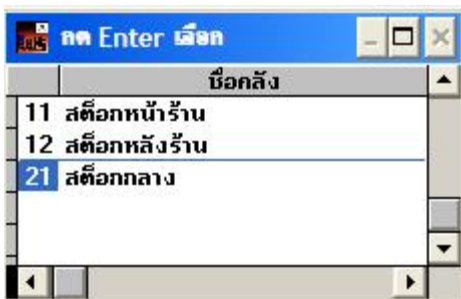 กด Enter เลือก
ชื่อคลัง
11 สต็อกหน้าร้าน
12 สต็อกหลังร้าน
21 สต็อกกลาง